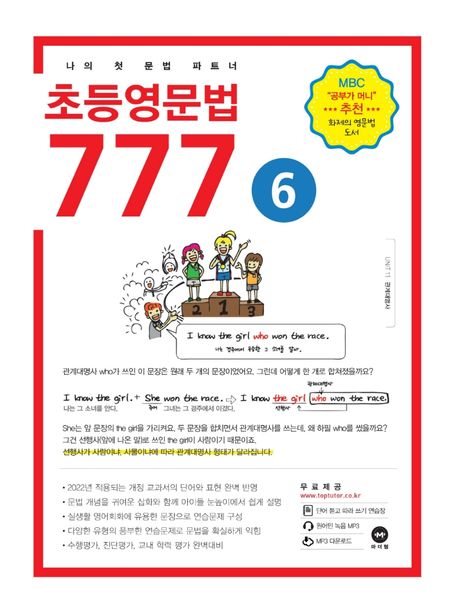 나의 첫 문법 파트너
초등영문법
777 6
MBC
"공부가 머니"
★★★ 추천 ★★★
화제의 영문법
도서
UNIT 11 관계대명사
2 1 3
I know the girl who won the race.
나는 경주에서 우승한 그 소녀를 안다.
관계대명사 who가 쓰인 이 문장은 원래 두 개의 문장이었어요. 그런데 어떻게 한 개로 합쳐졌을까요?
관계대명사
I know the girl. + She won the race. ⇨ I know the girl who won the race.
나는 그 소녀를 안다. 주어 그녀는 그 경주에서 이겼다. 선행사
She는 앞 문장의 the girl을 가리켜요. 두 문장을 합치면서 관계대명사를 쓰는데, 왜 하필 who를 썼을까요?
그건 선행사(앞에 나온 말)로 쓰인 the girl이 사람이기 때문이죠.
선행사가 사람이냐, 사물이냐에 따라 관계대명사 형태가 달라집니다.
• 2022년 적용되는 개정 교과서의 단어와 표현 완벽 반영
• 문법 개념을 귀여운 삽화와 함께 아이들 눈높이에서 쉽게 설명
• 실생활 영어회화에 유용한 문장으로 연습문제 구성
• 다양한 유형의 풍부한 연습문제로 문법을 확실하게 익힘
• 수행평가, 진단평가, 교내 학력 평가 완벽대비
무료 제공
www.toptutor.co.kr
단어 듣고 따라 쓰기 연습장
원어민 녹음 MP3
MP3 다운로드
마더텅